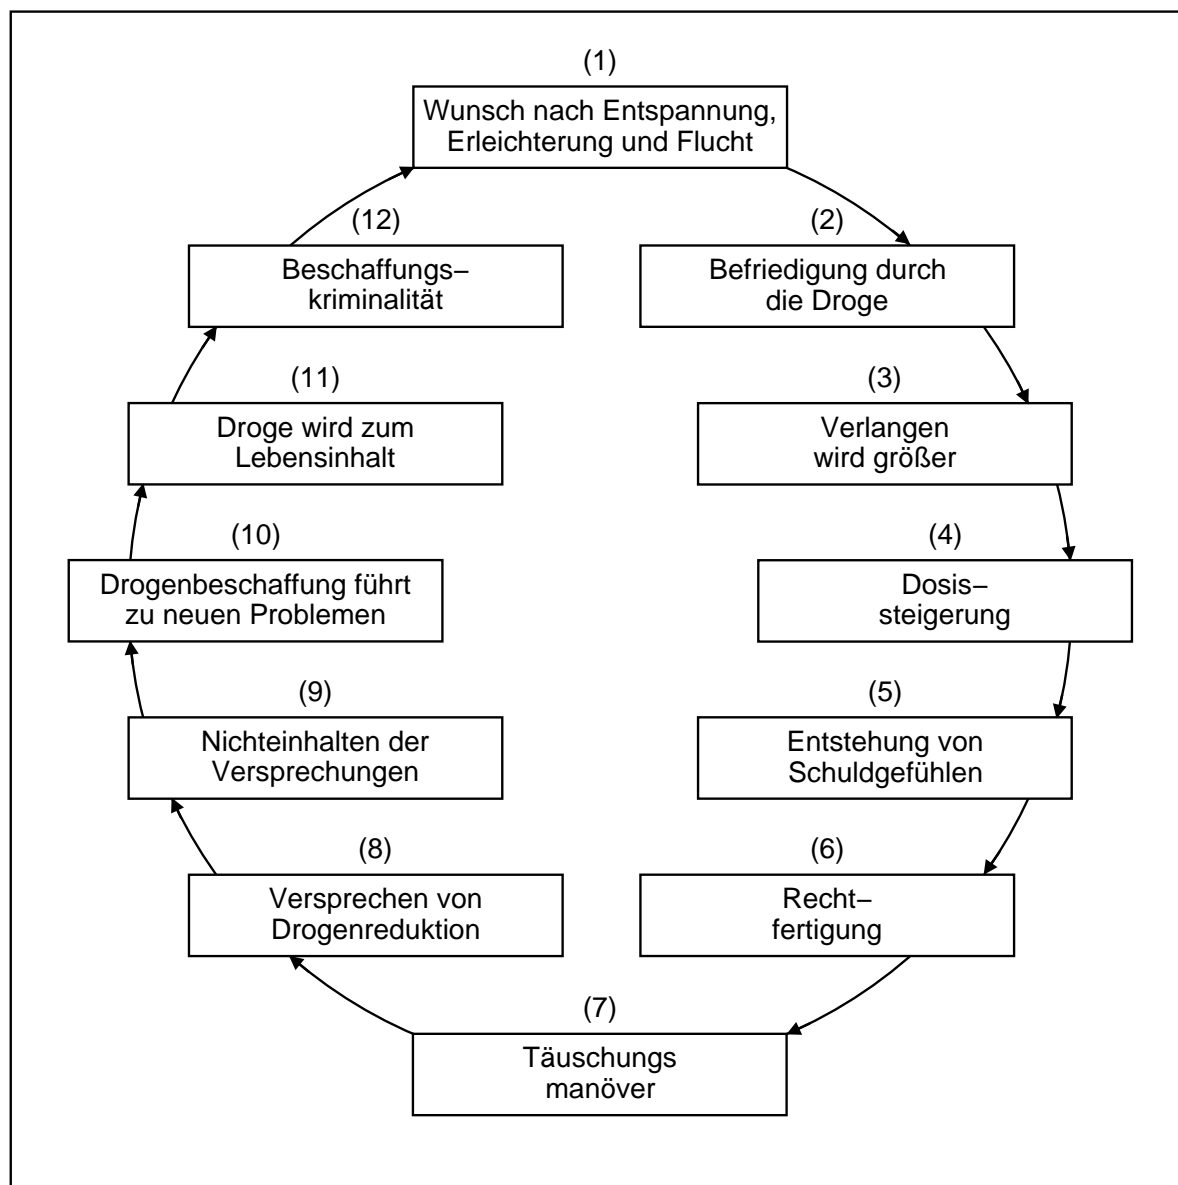 (1)
Wunsch nach Entspannung,
Erleichterung und Flucht
(2)
Befriedigung durch
die Droge
(3)
Verlangen
wird größer
(4)
Dosis–
steigerung
(5)
Entstehung von
Schuldgefühlen
(6)
Recht–
fertigung
(7)
Täuschungs
manöver
(8)
Versprechen von
Drogenreduktion
(9)
Nichteinhalten der
Versprechungen
(10)
Drogenbeschaffung führt
zu neuen Problemen
(11)
Droge wird zum
Lebensinhalt
(12)
Beschaffungs–
kriminalität